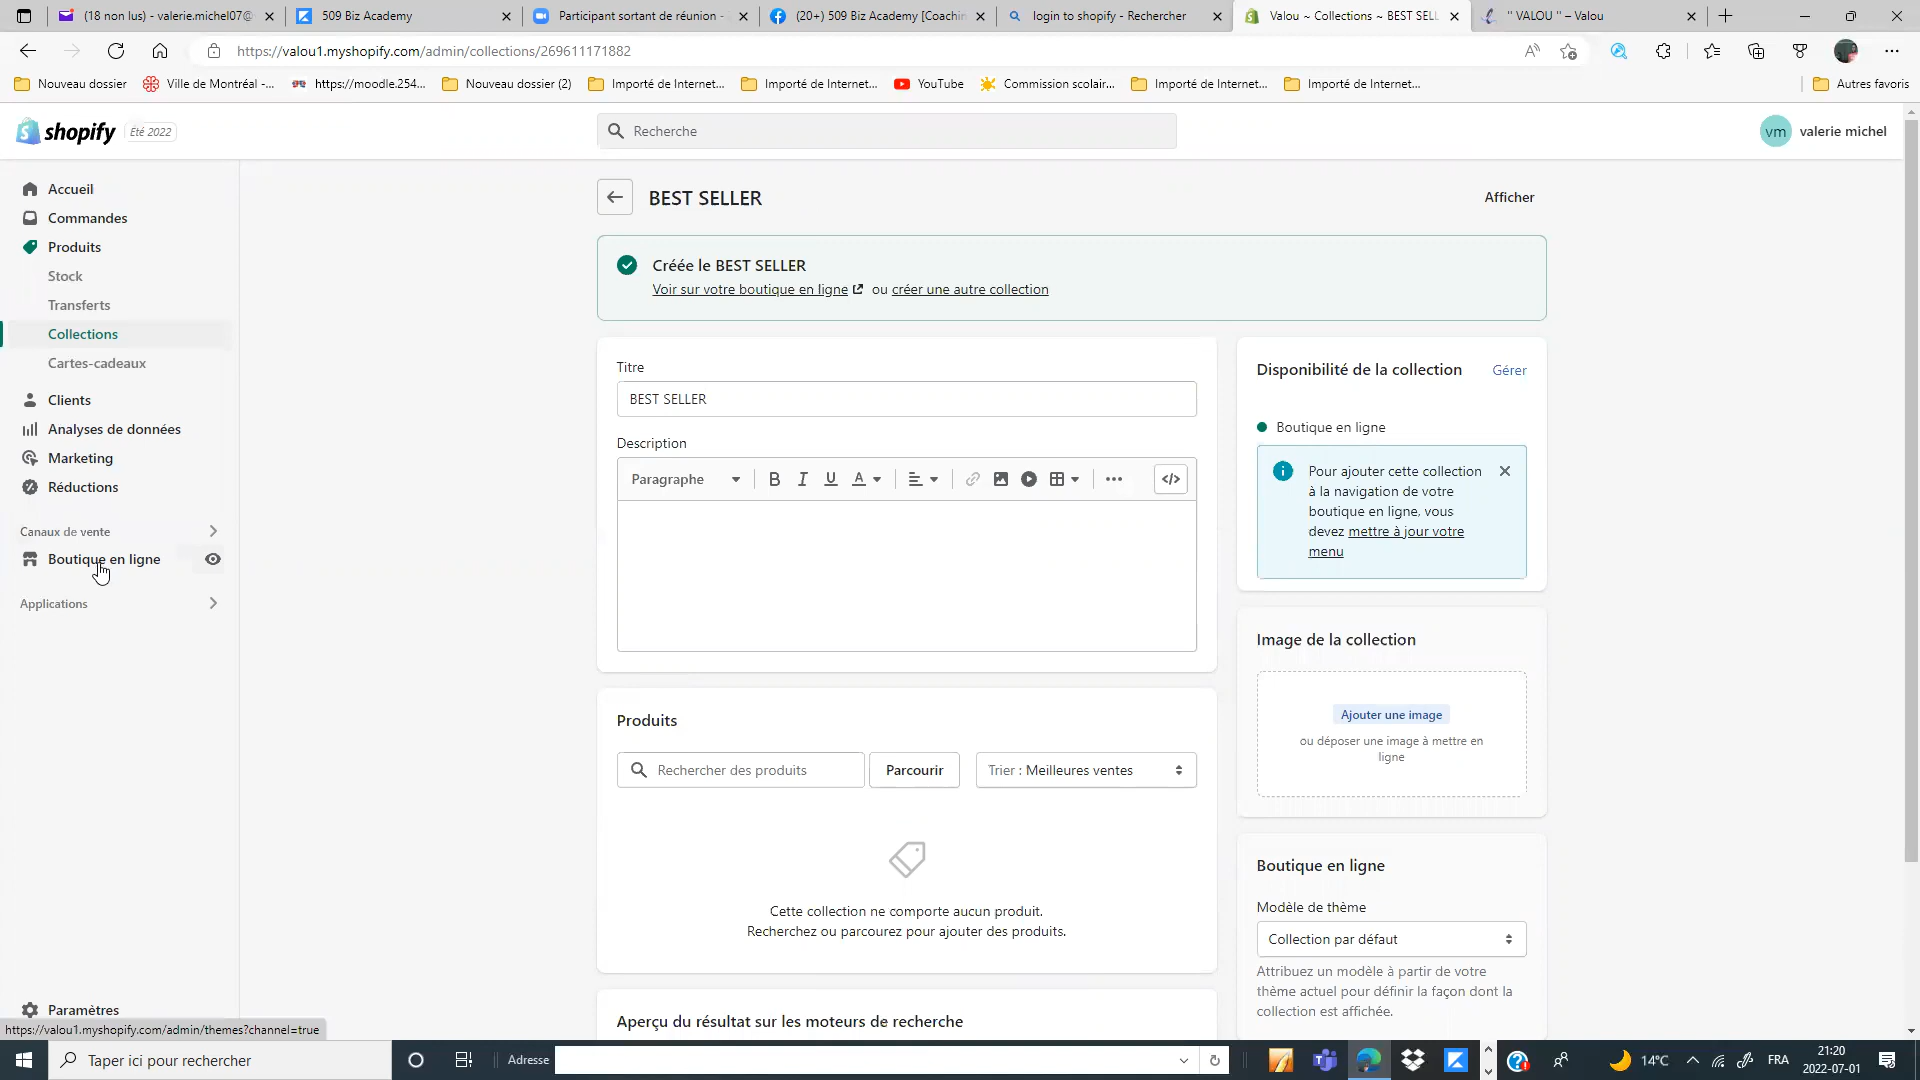 (18 non lus) - valerie.michel07@
509 Biz Academy
Participant sortant de réunion -
(20+) 509 Biz Academy [Coachin
login to shopify - Rechercher
Valou ~ Collections ~ BEST SELL
" VALOU " – Valou
https://valou1.myshopify.com/admin/collections/269611171882
Nouveau dossier
Ville de Montréal -...
https://moodle.254...
Nouveau dossier (2)
Importé de Internet...
Importé de Internet...
YouTube
Commission scolair...
Importé de Internet...
Importé de Internet...
Autres favoris
shopify
Été 2022
Recherche
vm
valerie michel
Accueil
Commandes
Produits
Stock
Transferts
Collections
Cartes-cadeaux
Clients
Analyses de données
Marketing
Réductions
Canaux de vente
Boutique en ligne
Applications
Paramètres
https://valou1.myshopify.com/admin/themes?channel=true
BEST SELLER
Afficher
Créée le BEST SELLER
Voir sur votre boutique en ligne ou créer une autre collection
Titre
BEST SELLER
Description
Paragraphe
B I U A
Produits
Rechercher des produits
Parcourir
Trier : Meilleures ventes
Cette collection ne comporte aucun produit.
Recherchez ou parcourez pour ajouter des produits.
Aperçu du résultat sur les moteurs de recherche
Disponibilité de la collection
Gérer
Boutique en ligne
Pour ajouter cette collection
à la navigation de votre
boutique en ligne, vous
devez mettre à jour votre
menu
Image de la collection
Ajouter une image
ou déposer une image à mettre en
ligne
Boutique en ligne
Modèle de thème
Collection par défaut
Attribuez un modèle à partir de votre
thème actuel pour définir la façon dont la
collection est affichée.
Taper ici pour rechercher
Adresse
14°C
FRA
21:20
2022-07-01